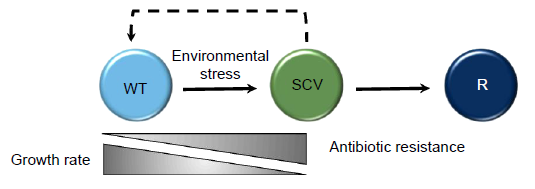 Environmental
stress
WT
SCV
R
Antibiotic resistance
Growth rate